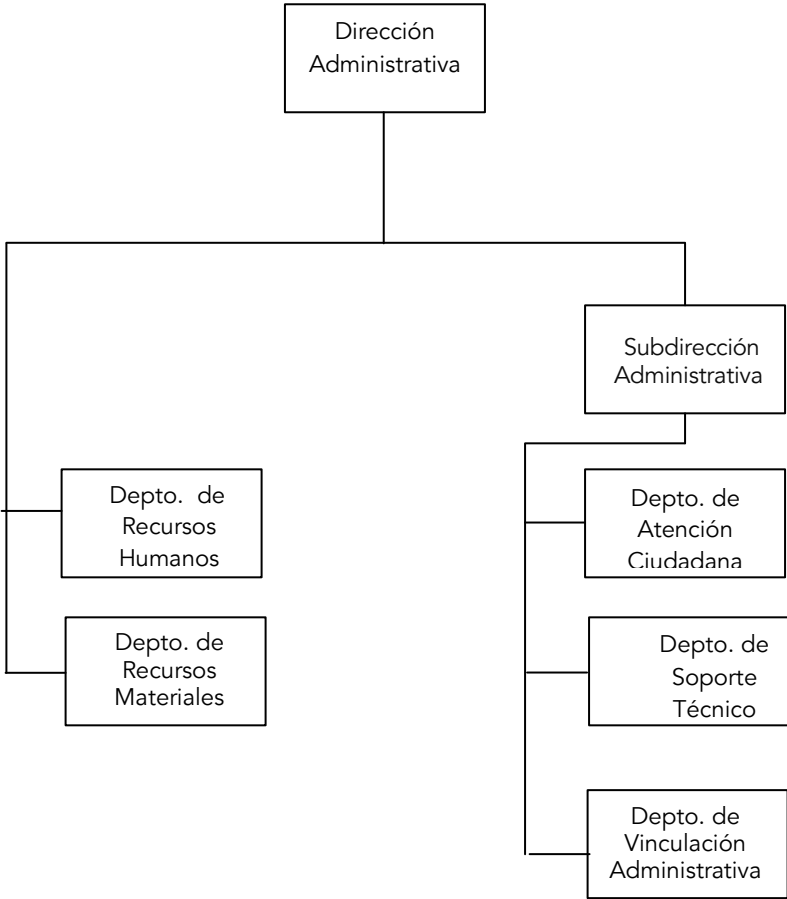 Dirección
Administrativa
Subdirección
Administrativa
Depto. de
Recursos
Humanos
Depto. de
Atención
Ciudadana
Depto. de
Recursos
Materiales
Depto. de
Soporte
Técnico
Depto. de
Vinculación
Administrativa